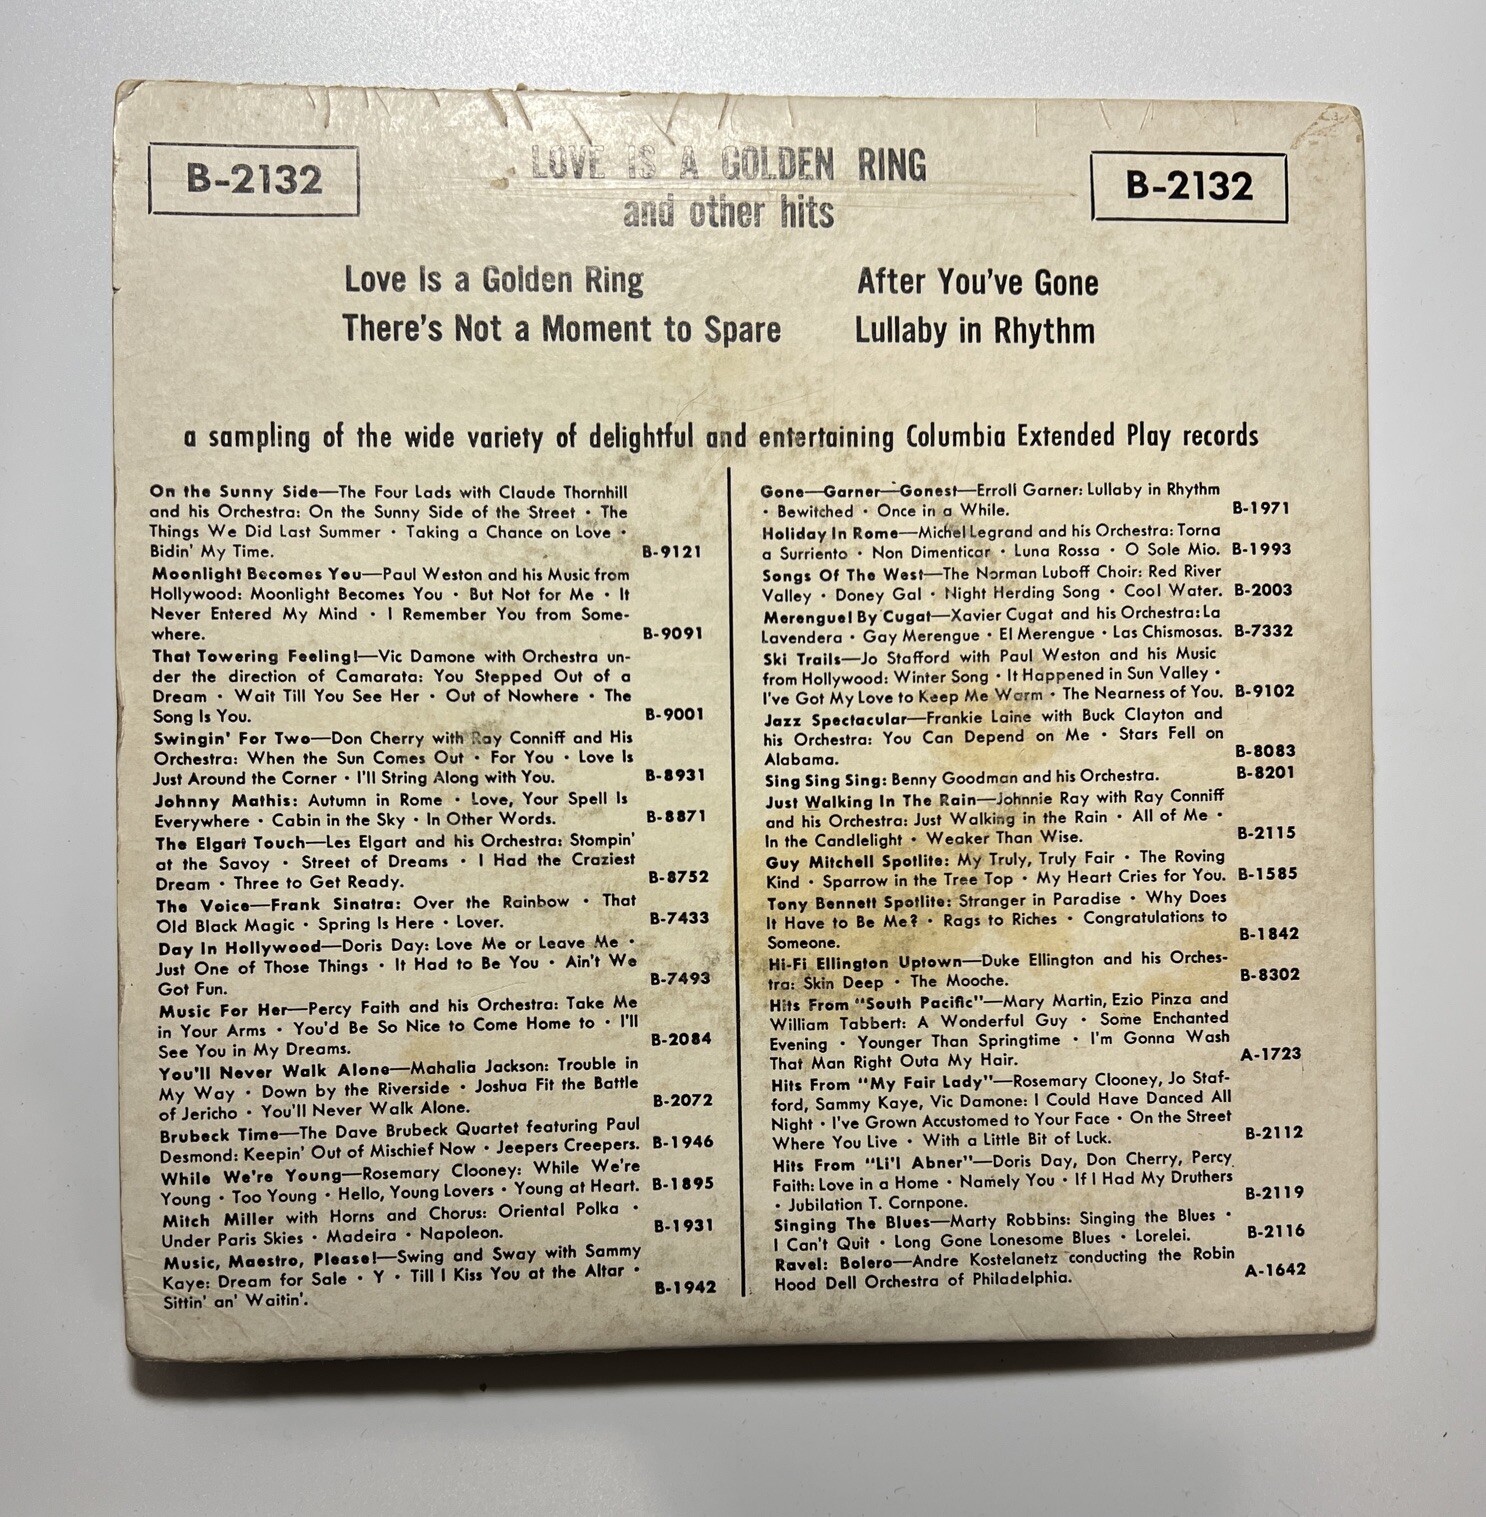 B-2132
LOVE IS A GOLDEN RING
and other hits
B-2132
Love Is a Golden Ring
There's Not a Moment to Spare
After You've Gone
Lullaby in Rhythm
a sampling of the wide variety of delightful and entertaining Columbia Extended Play records
On the Sunny Side—The Four Lads with Claude Thornhill
and his Orchestra: On the Sunny Side of the Street • The
Things We Did Last Summer • Taking a Chance on Love •
Bidin' My Time. B-9121
Moonlight Becomes You—Paul Weston and his Music from
Hollywood: Moonlight Becomes You • But Not for Me • It
Never Entered My Mind • I Remember You from Some-
where. B-9091
That Towering Feeling!—Vic Damone with Orchestra un-
der the direction of Camarata: You Stepped Out of a
Dream • Wait Till You See Her • Out of Nowhere • The
Song Is You. B-9001
Swingin' For Two—Don Cherry with Ray Conniff and His
Orchestra: When the Sun Comes Out • For You • Love Is
Just Around the Corner • I'll String Along with You. B-8931
Johnny Mathis: Autumn in Rome • Love, Your Spell Is
Everywhere • Cabin in the Sky • In Other Words. B-8871
The Elgart Touch—Les Elgart and his Orchestra: Stompin'
at the Savoy • Street of Dreams • I Had the Craziest
Dream • Three to Get Ready. B-8752
The Voice—Frank Sinatra: Over the Rainbow • That
Old Black Magic • Spring Is Here • Lover. B-7433
Day In Hollywood—Doris Day: Love Me or Leave Me •
Just One of Those Things • It Had to Be You • Ain't We
Got Fun. B-7493
Music For Her—Percy Faith and his Orchestra: Take Me
in Your Arms • You'd Be So Nice to Come Home to • I'll
See You in My Dreams. B-2084
You'll Never Walk Alone—Mahalia Jackson: Trouble in
My Way • Down by the Riverside • Joshua Fit the Battle
of Jericho • You'll Never Walk Alone. B-2072
Brubeck Time—The Dave Brubeck Quartet featuring Paul
Desmond: Keepin' Out of Mischief Now • Jeepers Creepers. B-1946
While We're Young—Rosemary Clooney: While We're
Young • Too Young • Hello, Young Lovers • Young at Heart. B-1895
Mitch Miller with Horns and Chorus: Oriental Polka •
Under Paris Skies • Madeira • Napoleon. B-1931
Music, Maestro, Please!—Swing and Sway with Sammy
Kaye: Dream for Sale • Y • Till I Kiss You at the Altar •
Sittin' an' Waitin'. B-1942
Gone—Garner—Gonest—Erroll Garner: Lullaby in Rhythm
• Bewitched • Once in a While. B-1971
Holiday In Rome—Michel Legrand and his Orchestra: Torna
a Surriento • Non Dimenticar • Luna Rossa • O Sole Mio. B-1993
Songs Of The West—The Norman Luboff Choir: Red River
Valley • Doney Gal • Night Herding Song • Cool Water. B-2003
Merengue! By Cugat—Xavier Cugat and his Orchestra: La
Lavendera • Gay Merengue • El Merengue • Las Chismosas. B-7332
Ski Trails—Jo Stafford with Paul Weston and his Music
from Hollywood: Winter Song • It Happened in Sun Valley •
I've Got My Love to Keep Me Warm • The Nearness of You. B-9102
Jazz Spectacular—Frankie Laine with Buck Clayton and
his Orchestra: You Can Depend on Me • Stars Fell on
Alabama. B-8083
Sing Sing Sing: Benny Goodman and his Orchestra. B-8201
Just Walking In The Rain—Johnnie Ray with Ray Conniff
and his Orchestra: Just Walking in the Rain • All of Me •
In the Candlelight • Weaker Than Wise. B-2115
Guy Mitchell Spotlite: My Truly, Truly Fair • The Roving
Kind • Sparrow in the Tree Top • My Heart Cries for You. B-1585
Tony Bennett Spotlite: Stranger in Paradise • Why Does
It Have to Be Me? • Rags to Riches • Congratulations to
Someone. B-1842
Hi-Fi Ellington Uptown—Duke Ellington and his Orches-
tra: Skin Deep • The Mooche. B-8302
Hits From "South Pacific"—Mary Martin, Ezio Pinza and
William Tabbert: A Wonderful Guy • Some Enchanted
Evening • Younger Than Springtime • I'm Gonna Wash
That Man Right Outa My Hair. A-1723
Hits From "My Fair Lady"—Rosemary Clooney, Jo Staf-
ford, Sammy Kaye, Vic Damone: I Could Have Danced All
Night • I've Grown Accustomed to Your Face • On the Street
Where You Live • With a Little Bit of Luck. B-2112
Hits From "Li'l Abner"—Doris Day, Don Cherry, Percy
Faith: Love in a Home • Namely You • If I Had My Druthers
• Jubilation T. Cornpone. B-2119
Singing The Blues—Marty Robbins: Singing the Blues •
I Can't Quit • Long Gone Lonesome Blues • Lorelei. B-2116
Ravel: Bolero—Andre Kostelanetz conducting the Robin
Hood Dell Orchestra of Philadelphia. A-1642